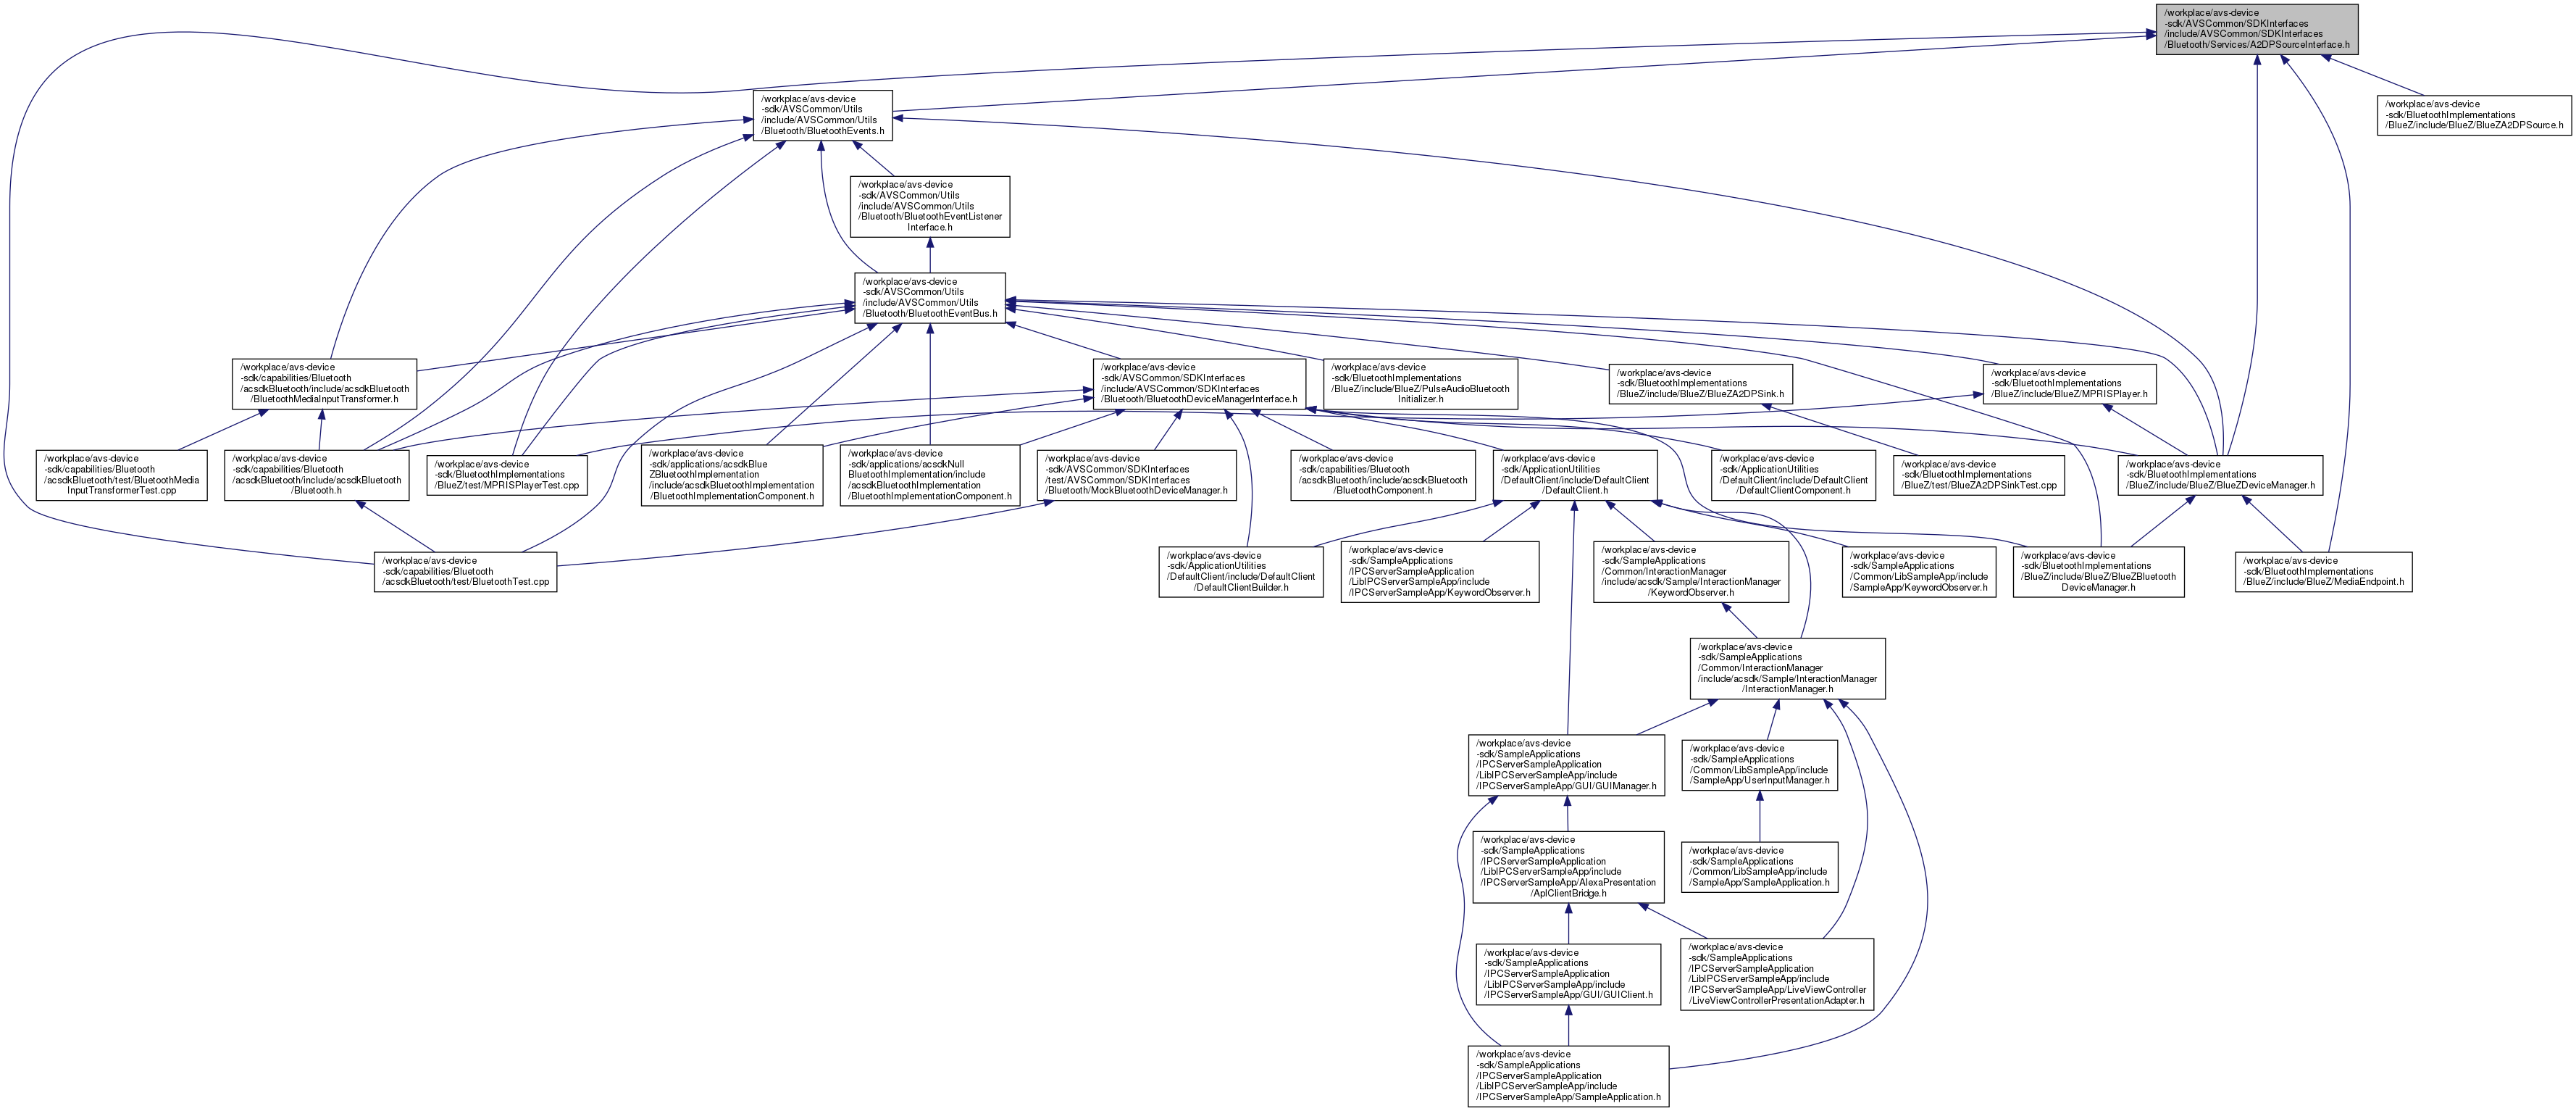 /workplace/avs-device
-sdk/AVSCommon/SDKInterfaces
/include/AVSCommon/SDKInterfaces
/Bluetooth/Services/A2DPSourceInterface.h
/workplace/avs-device
-sdk/AVSCommon/Utils
/include/AVSCommon/Utils
/Bluetooth/BluetoothEvents.h
/workplace/avs-device
-sdk/BluetoothImplementations
/BlueZ/include/BlueZ/BlueZA2DPSource.h
/workplace/avs-device
-sdk/AVSCommon/Utils
/include/AVSCommon/Utils
/Bluetooth/BluetoothEventListener
Interface.h
/workplace/avs-device
-sdk/AVSCommon/Utils
/include/AVSCommon/Utils
/Bluetooth/BluetoothEventBus.h
/workplace/avs-device
-sdk/capabilities/Bluetooth
/acsdkBluetooth/include/acsdkBluetooth
/BluetoothMediaInputTransformer.h
/workplace/avs-device
-sdk/AVSCommon/SDKInterfaces
/include/AVSCommon/SDKInterfaces
/Bluetooth/BluetoothDeviceManagerInterface.h
/workplace/avs-device
-sdk/BluetoothImplementations
/BlueZ/include/BlueZ/PulseAudioBluetooth
Initializer.h
/workplace/avs-device
-sdk/BluetoothImplementations
/BlueZ/include/BlueZ/BlueZA2DPSink.h
/workplace/avs-device
-sdk/BluetoothImplementations
/BlueZ/include/BlueZ/MPRISPlayer.h
/workplace/avs-device
-sdk/capabilities/Bluetooth
/acsdkBluetooth/test/BluetoothMedia
InputTransformerTest.cpp
/workplace/avs-device
-sdk/capabilities/Bluetooth
/acsdkBluetooth/include/acsdkBluetooth
/Bluetooth.h
/workplace/avs-device
-sdk/BluetoothImplementations
/BlueZ/test/MPRISPlayerTest.cpp
/workplace/avs-device
-sdk/applications/acsdkBlue
ZBluetoothImplementation
/include/acsdkBluetoothImplementation
/BluetoothImplementationComponent.h
/workplace/avs-device
-sdk/applications/acsdkNull
BluetoothImplementation/include
/acsdkBluetoothImplementation
/BluetoothImplementationComponent.h
/workplace/avs-device
-sdk/AVSCommon/SDKInterfaces
/test/AVSCommon/SDKInterfaces
/Bluetooth/MockBluetoothDeviceManager.h
/workplace/avs-device
-sdk/capabilities/Bluetooth
/acsdkBluetooth/include/acsdkBluetooth
/BluetoothComponent.h
/workplace/avs-device
-sdk/ApplicationUtilities
/DefaultClient/include/DefaultClient
/DefaultClient.h
/workplace/avs-device
-sdk/ApplicationUtilities
/DefaultClient/include/DefaultClient
/DefaultClientComponent.h
/workplace/avs-device
-sdk/BluetoothImplementations
/BlueZ/test/BlueZA2DPSinkTest.cpp
/workplace/avs-device
-sdk/BluetoothImplementations
/BlueZ/include/BlueZ/BlueZDeviceManager.h
/workplace/avs-device
-sdk/capabilities/Bluetooth
/acsdkBluetooth/test/BluetoothTest.cpp
/workplace/avs-device
-sdk/ApplicationUtilities
/DefaultClient/include/DefaultClient
/DefaultClientBuilder.h
/workplace/avs-device
-sdk/SampleApplications
/IPCServerSampleApplication
/LibIPCServerSampleApp/include
/IPCServerSampleApp/KeywordObserver.h
/workplace/avs-device
-sdk/SampleApplications
/Common/InteractionManager
/include/acsdk/Sample/InteractionManager
/KeywordObserver.h
/workplace/avs-device
-sdk/SampleApplications
/Common/LibSampleApp/include
/SampleApp/KeywordObserver.h
/workplace/avs-device
-sdk/BluetoothImplementations
/BlueZ/include/BlueZ/BlueZBluetooth
DeviceManager.h
/workplace/avs-device
-sdk/BluetoothImplementations
/BlueZ/include/BlueZ/MediaEndpoint.h
/workplace/avs-device
-sdk/SampleApplications
/Common/InteractionManager
/include/acsdk/Sample/InteractionManager
/InteractionManager.h
/workplace/avs-device
-sdk/SampleApplications
/IPCServerSampleApplication
/LibIPCServerSampleApp/include
/IPCServerSampleApp/GUI/GUIManager.h
/workplace/avs-device
-sdk/SampleApplications
/Common/LibSampleApp/include
/SampleApp/UserInputManager.h
/workplace/avs-device
-sdk/SampleApplications
/IPCServerSampleApplication
/LibIPCServerSampleApp/include
/IPCServerSampleApp/AlexaPresentation
/AplClientBridge.h
/workplace/avs-device
-sdk/SampleApplications
/Common/LibSampleApp/include
/SampleApp/SampleApplication.h
/workplace/avs-device
-sdk/SampleApplications
/IPCServerSampleApplication
/LibIPCServerSampleApp/include
/IPCServerSampleApp/GUI/GUIClient.h
/workplace/avs-device
-sdk/SampleApplications
/IPCServerSampleApplication
/LibIPCServerSampleApp/include
/IPCServerSampleApp/LiveViewController
/LiveViewControllerPresentationAdapter.h
/workplace/avs-device
-sdk/SampleApplications
/IPCServerSampleApplication
/LibIPCServerSampleApp/include
/IPCServerSampleApp/SampleApplication.h